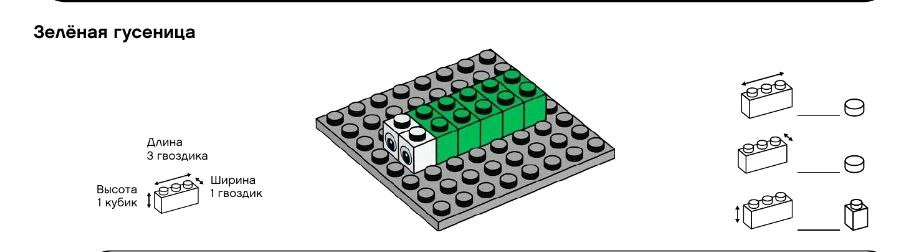 Зелёная гусеница
Длина
3 гвоздика
Высота
1 кубик
Ширина
1 гвоздик